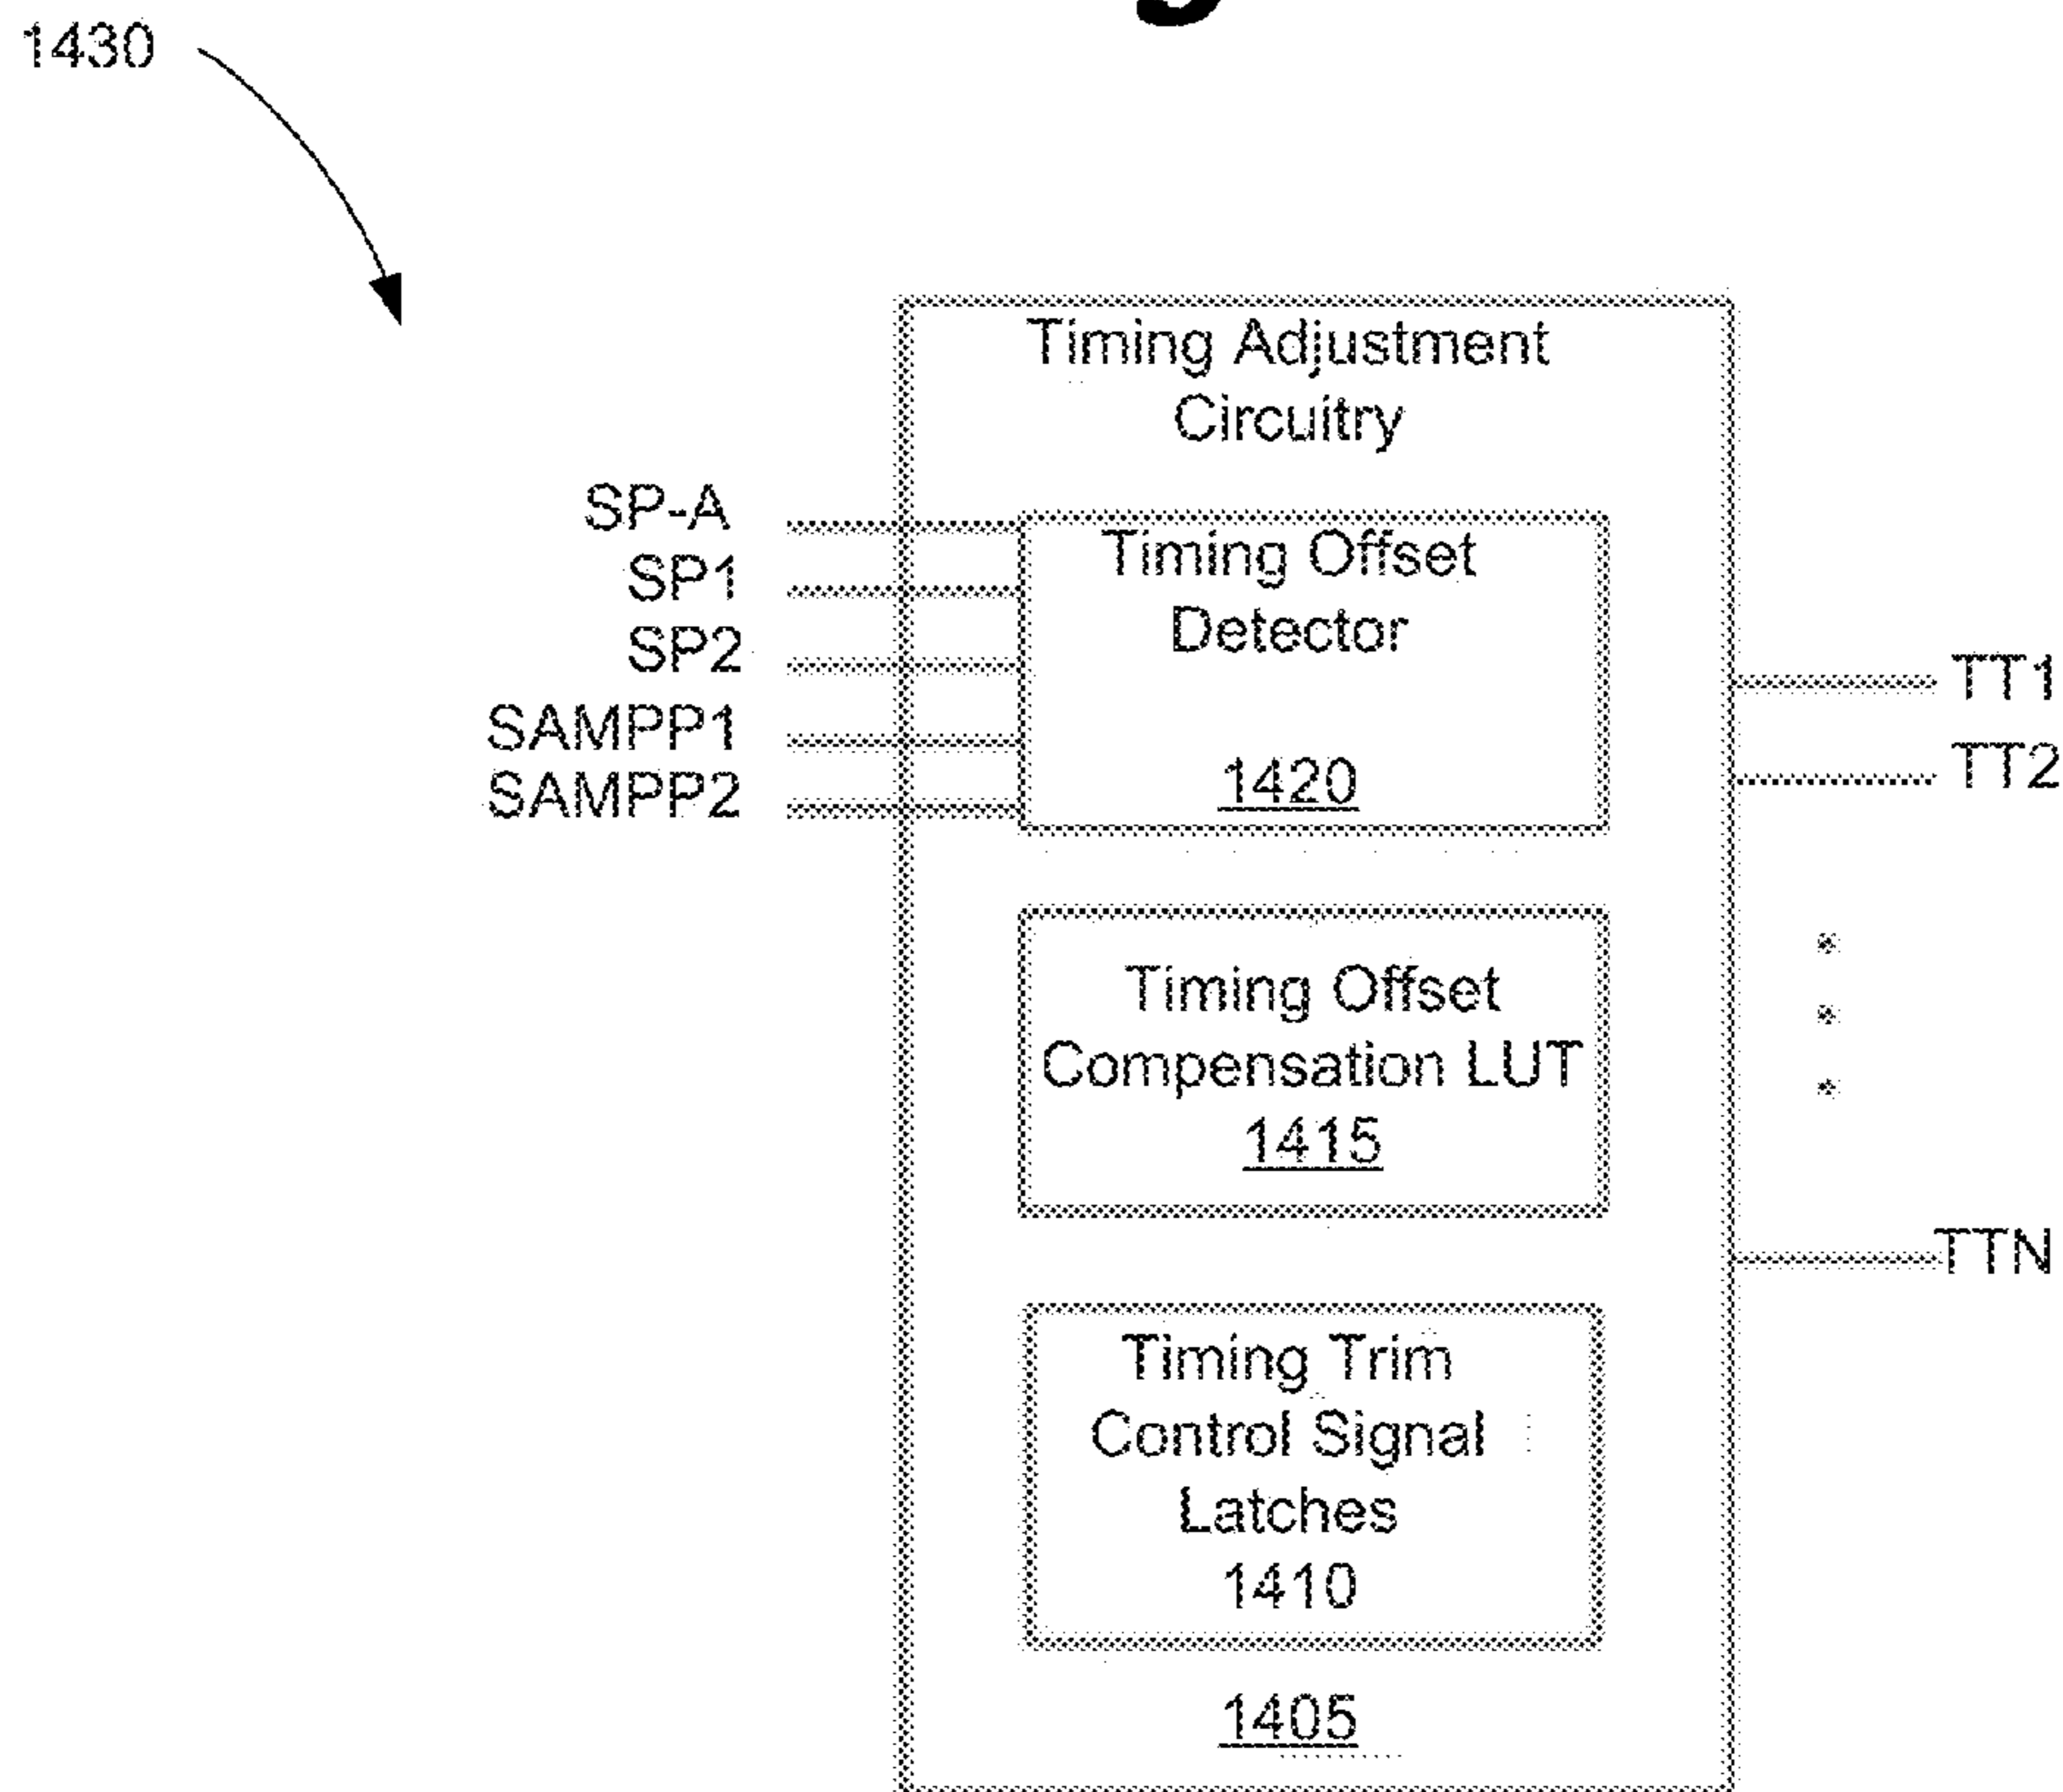 1430
Timing Adjustment
Circuitry
SP-A
SP1
SP2
SAMPP1
SAMPP2
Timing Offset
Detector
1420
TT1
TT2
Timing Offset
Compensation LUT
1415
TTN
Timing Trim
Control Signal
Latches
1410
1405